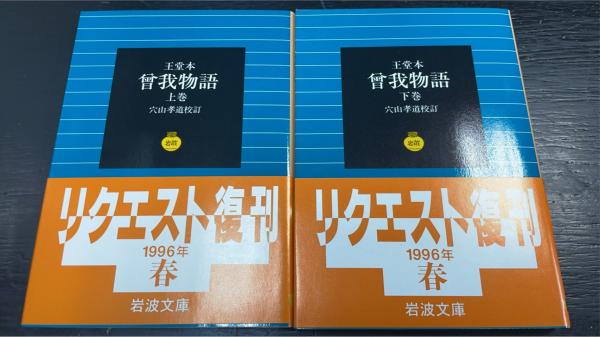 王堂本
曾我物語
上巻
穴山孝道校訂
リクエスト復刊
1996年
春
岩波文庫
王堂本
曾我物語
下巻
穴山孝道校訂
リクエスト復刊
1996年
春
岩波文庫